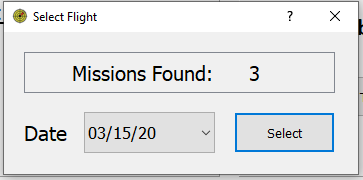 Select Flight
?
Missions Found: 3
Date 03/15/20 Select